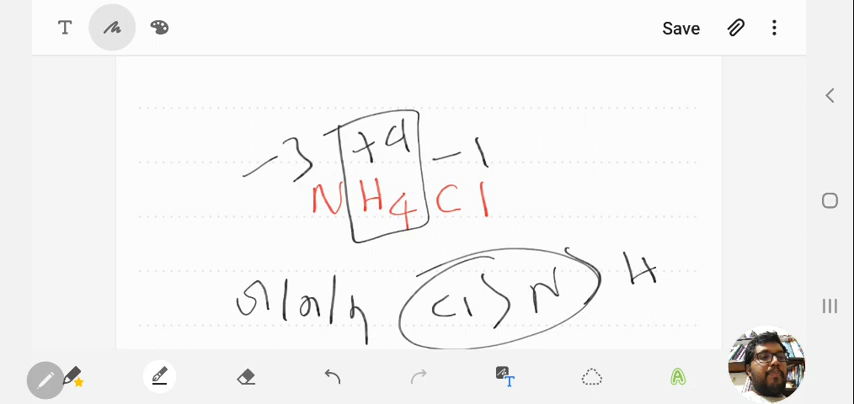 T Save
-3 +4 -1
NH4Cl
Cl > N > H
A
T